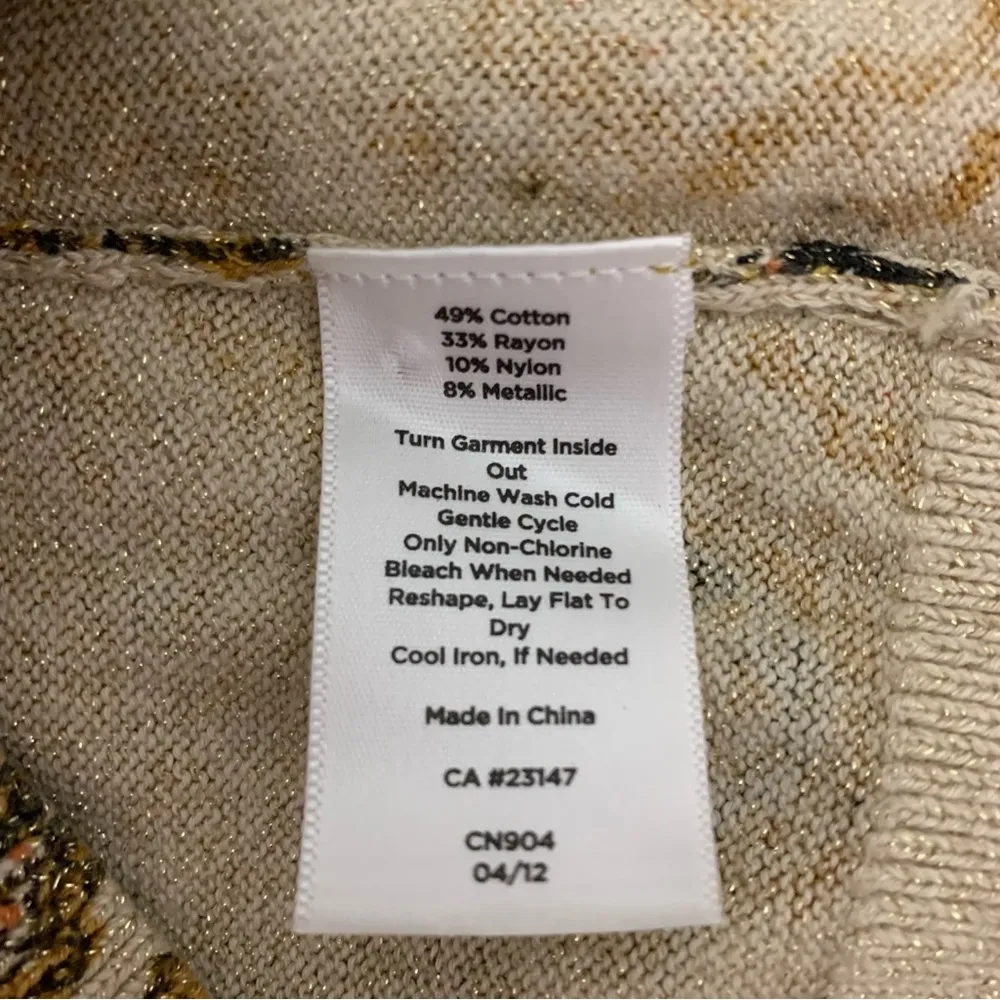 49% Cotton
33% Rayon
10% Nylon
8% Metallic
Turn Garment Inside
Out
Machine Wash Cold
Gentle Cycle
Only Non-Chlorine
Bleach When Needed
Reshape, Lay Flat To
Dry
Cool Iron, If Needed
Made In China
CA #23147
CN904
04/12